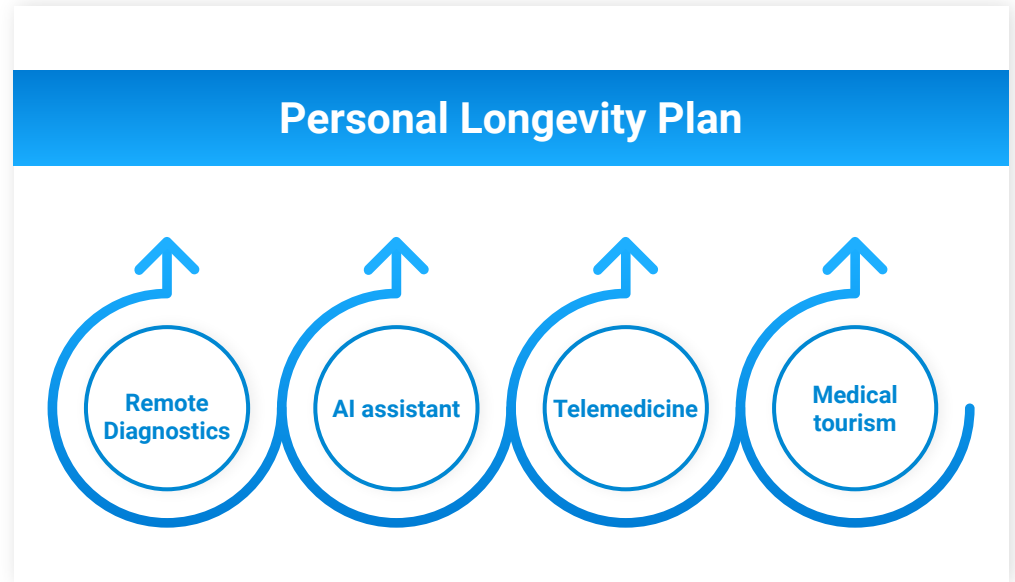 Personal Longevity Plan
Remote
Diagnostics
AI assistant
Telemedicine
Medical
tourism